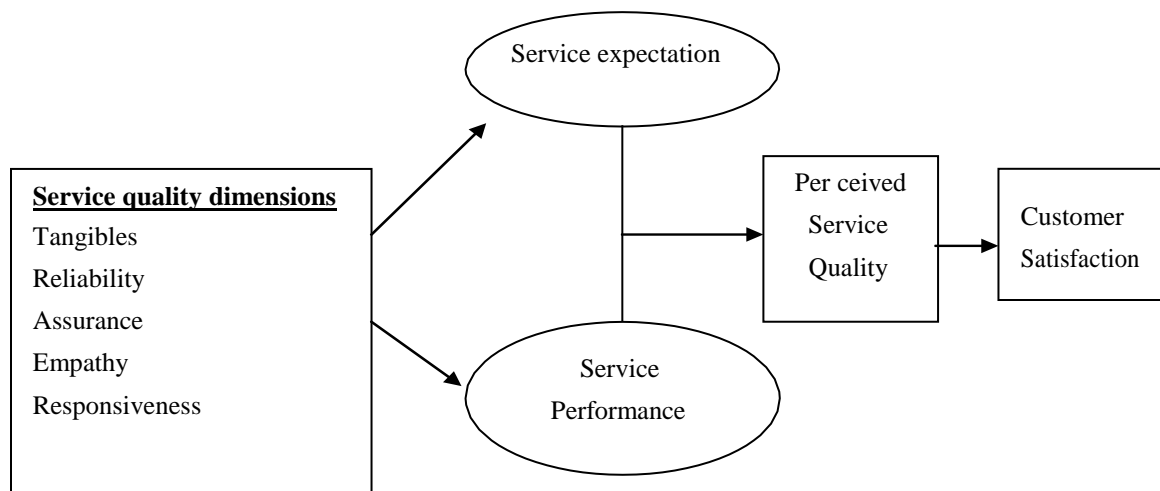 Service expectation
Service quality dimensions
Tangibles
Reliability
Assurance
Empathy
Responsiveness
Service
Performance
Per ceived
Service
Quality
Customer
Satisfaction